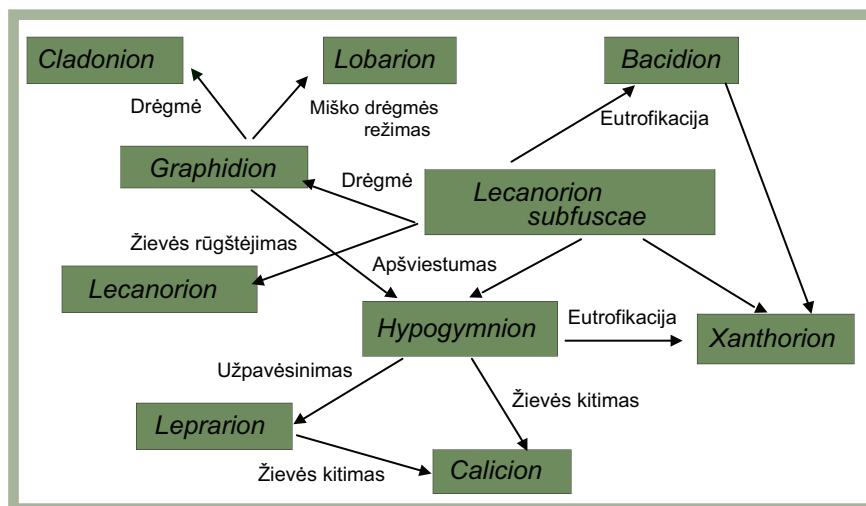 Cladonion
Lobarion
Bacidion
Drėgmė
Miško drėgmės
režimas
Eutrofikacija
Graphidion
Drėgmė
Lecanorion
subfuscae
Žievės rūgštėjimas
Apšviestumas
Lecanorion
Hypogymnion
Eutrofikacija
Xanthorion
Užpavėsinimas
Žievės kitimas
Leprarion
Žievės kitimas
Calicion